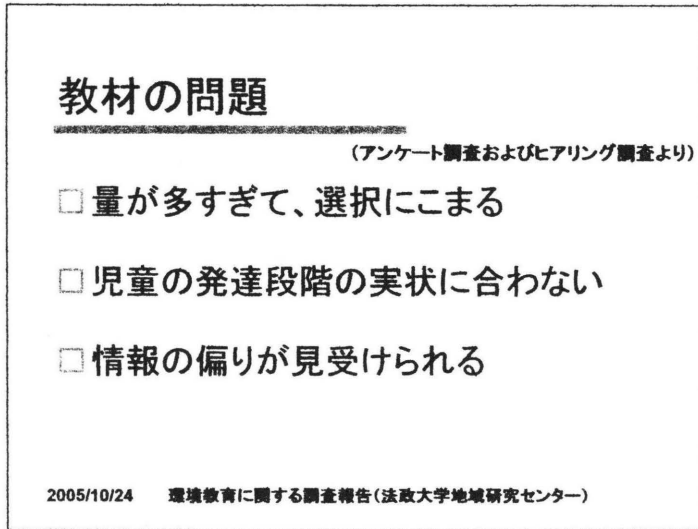 教材の問題
（アンケート調査およびヒアリング調査より）
□ 量が多すぎて、選択にこまる
□ 児童の発達段階の実状に合わない
□ 情報の偏りが見受けられる
2005/10/24 環境教育に関する調査報告（法政大学地域研究センター）